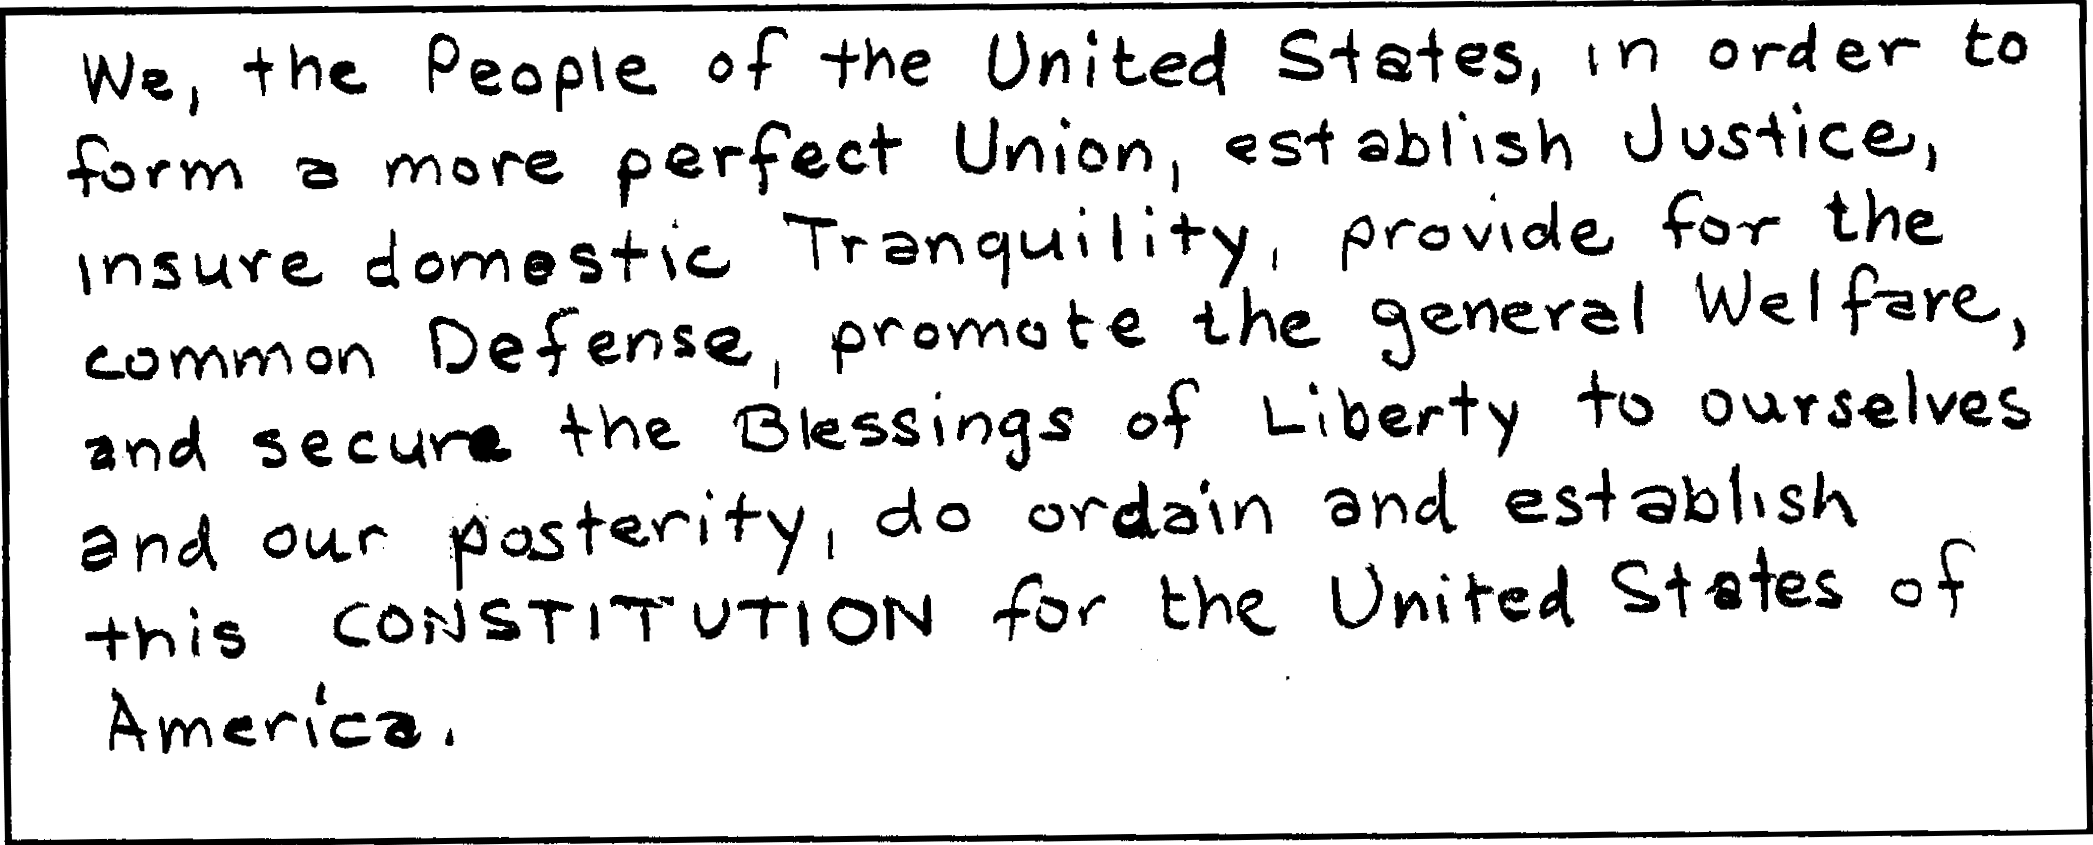 We, the People of the United States, in order to
form a more perfect Union, establish Justice,
insure domestic Tranquility, provide for the
common Defense, promote the general Welfare,
and secure the Blessings of Liberty to ourselves
and our posterity, do ordain and establish
this CONSTITUTION for the United States of
America.